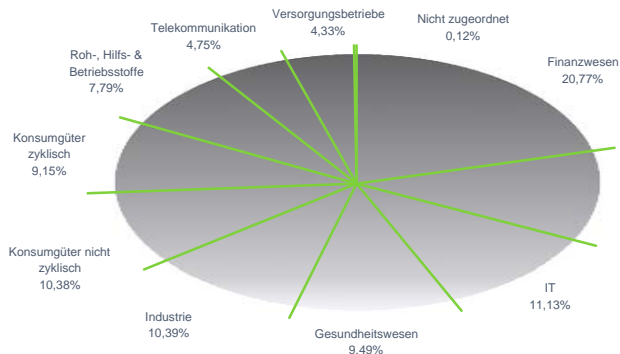 Versorgungsbetriebe
4,33%
Nicht zugeordnet
0,12%
Finanzwesen
20,77%
IT
11,13%
Gesundheitswesen
9,49%
Industrie
10,39%
Konsumgüter nicht
zyklisch
10,38%
Konsumgüter
zyklisch
9,15%
Roh-, Hilfs- &
Betriebsstoffe
7,79%
Telekommunikation
4,75%